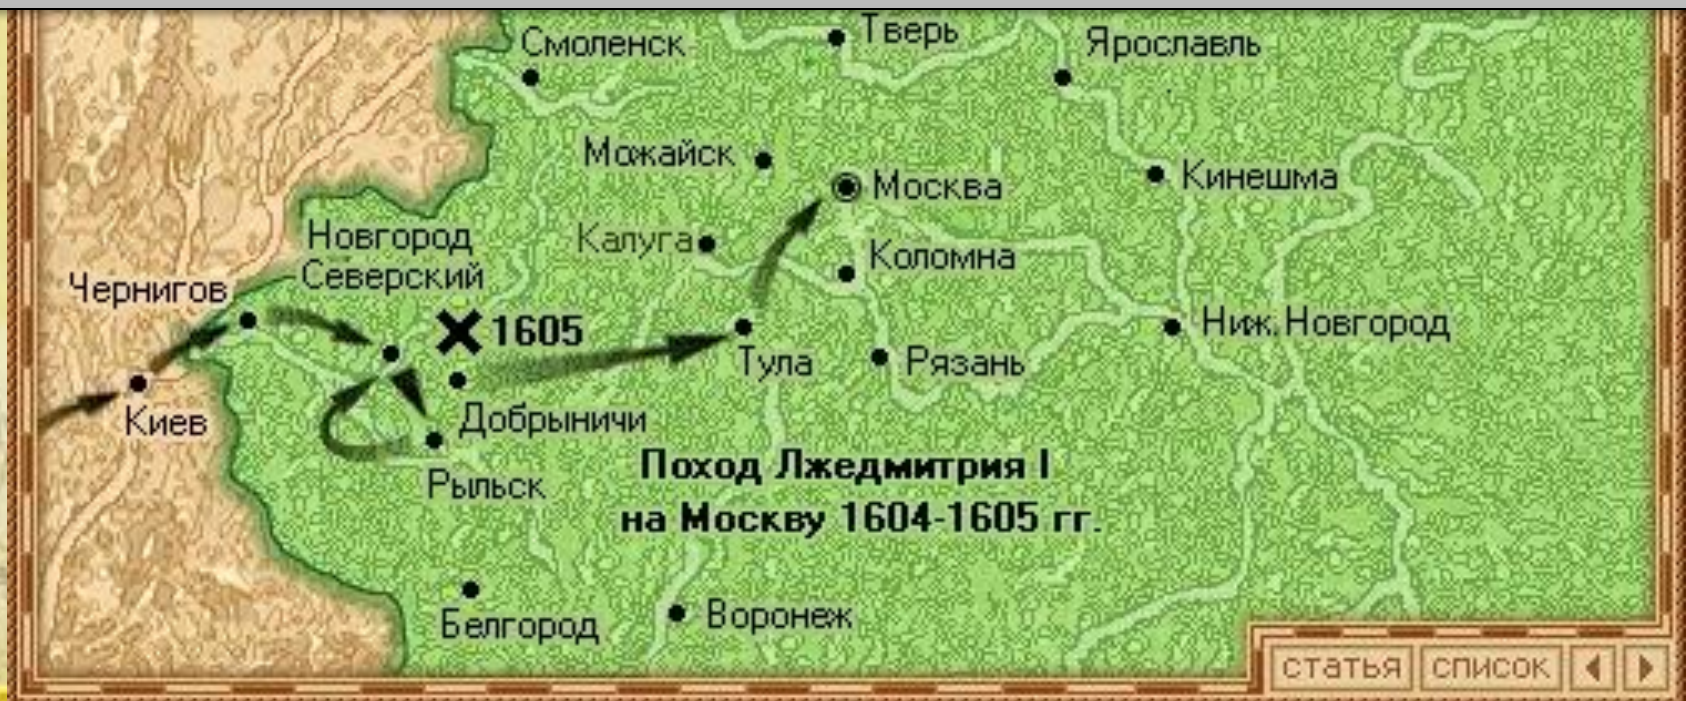 Смоленск
Тверь
Ярославль
Можайск
Москва
Кинешма
Новгород
Северский
Калуга
Коломна
Чернигов
1605
Ниж. Новгород
Тула
Рязань
Киев
Добрыничи
Рыльск
Поход Лжедмитрия I
на Москву 1604-1605 гг.
Белгород
Воронеж
статья список